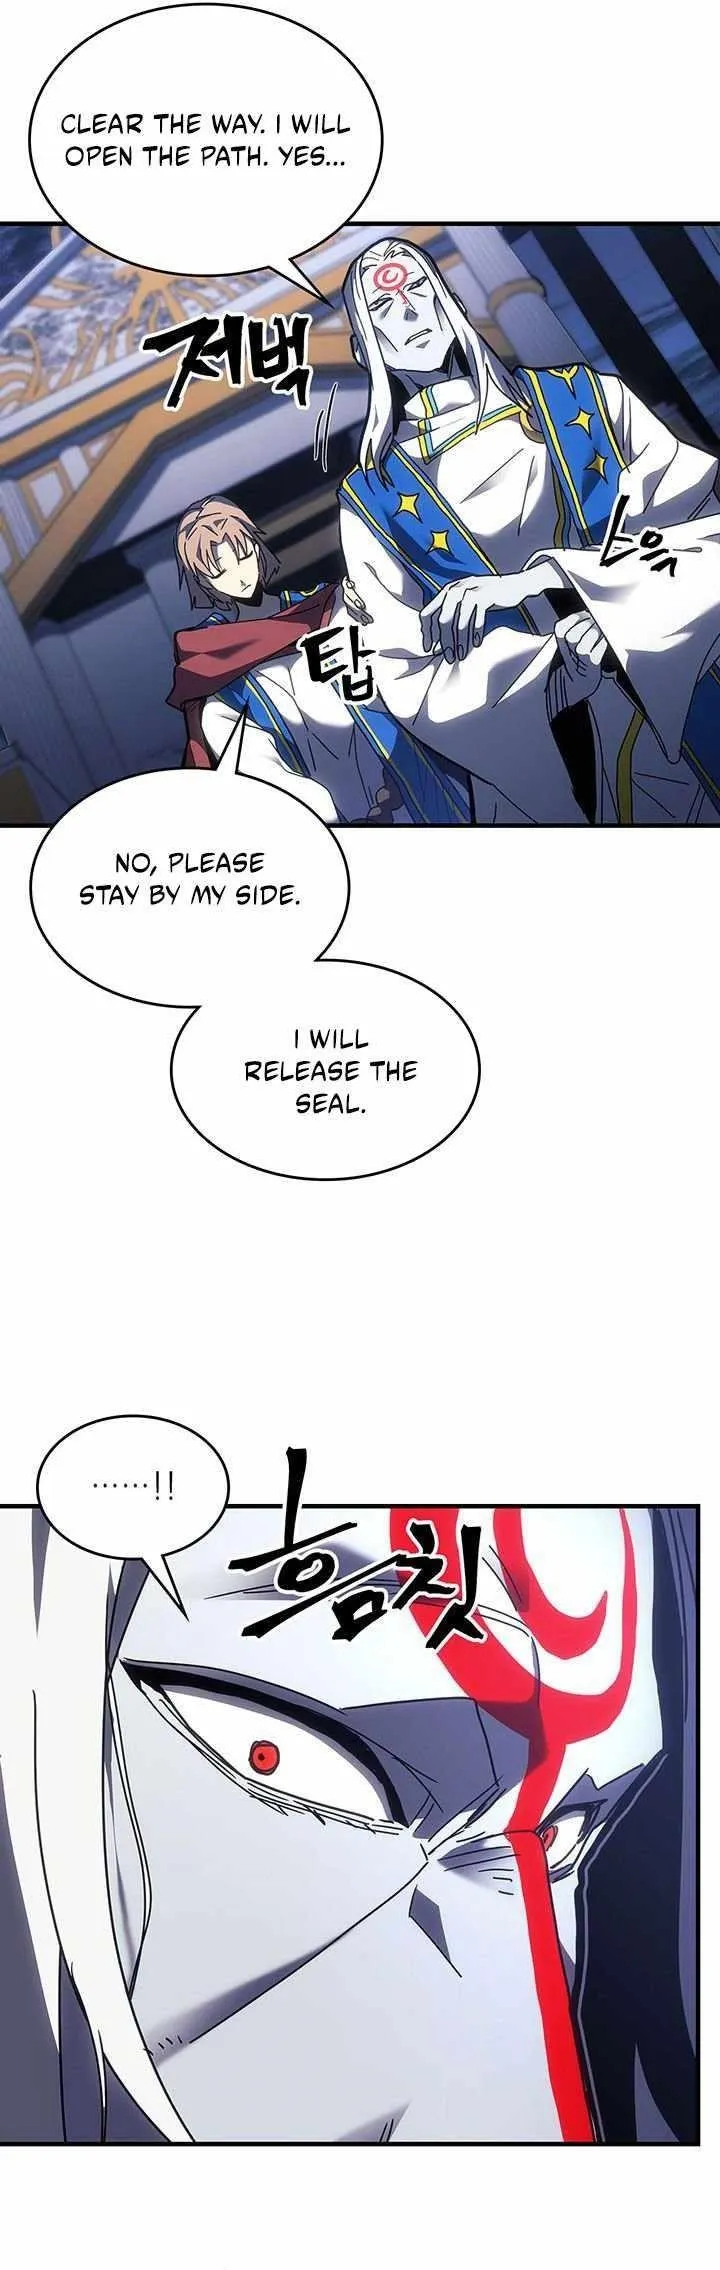 CLEAR THE WAY. I WILL
OPEN THE PATH. YES...
저벅
스윽
탑
NO, PLEASE
STAY BY MY SIDE.
I WILL
RELEASE THE
SEAL.
......!!
흠칫